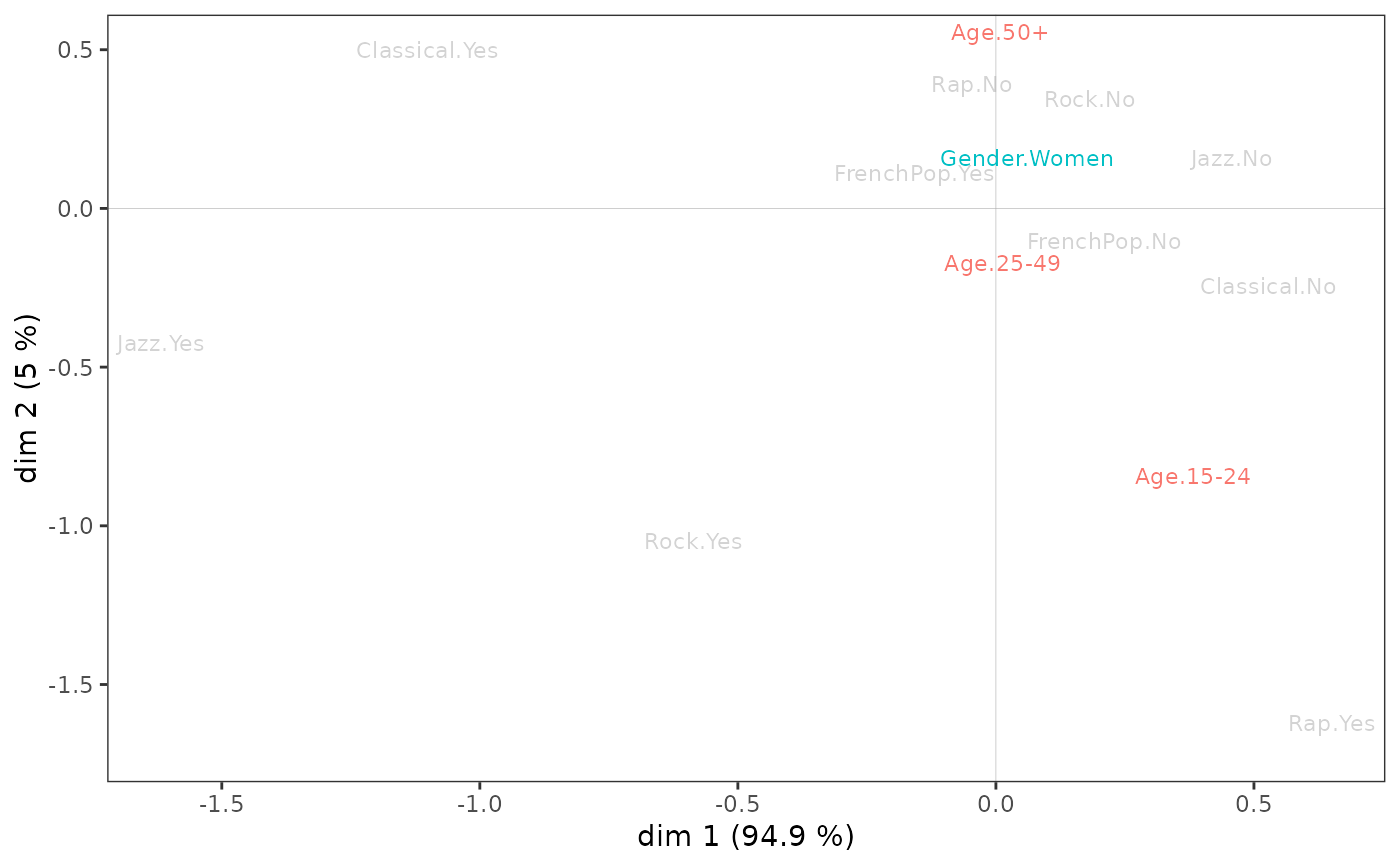 Age.50+
0.5
Classical.Yes
Rap.No
Rock.No
Gender.Women
Jazz.No
FrenchPop.Yes
0.0
FrenchPop.No
Age.25-49
Classical.No
Jazz.Yes
-0.5
dim 2 (5 %)
Age.15-24
-1.0
Rock.Yes
-1.5
Rap.Yes
-1.5
-1.0
-0.5
0.0
0.5
dim 1 (94.9 %)